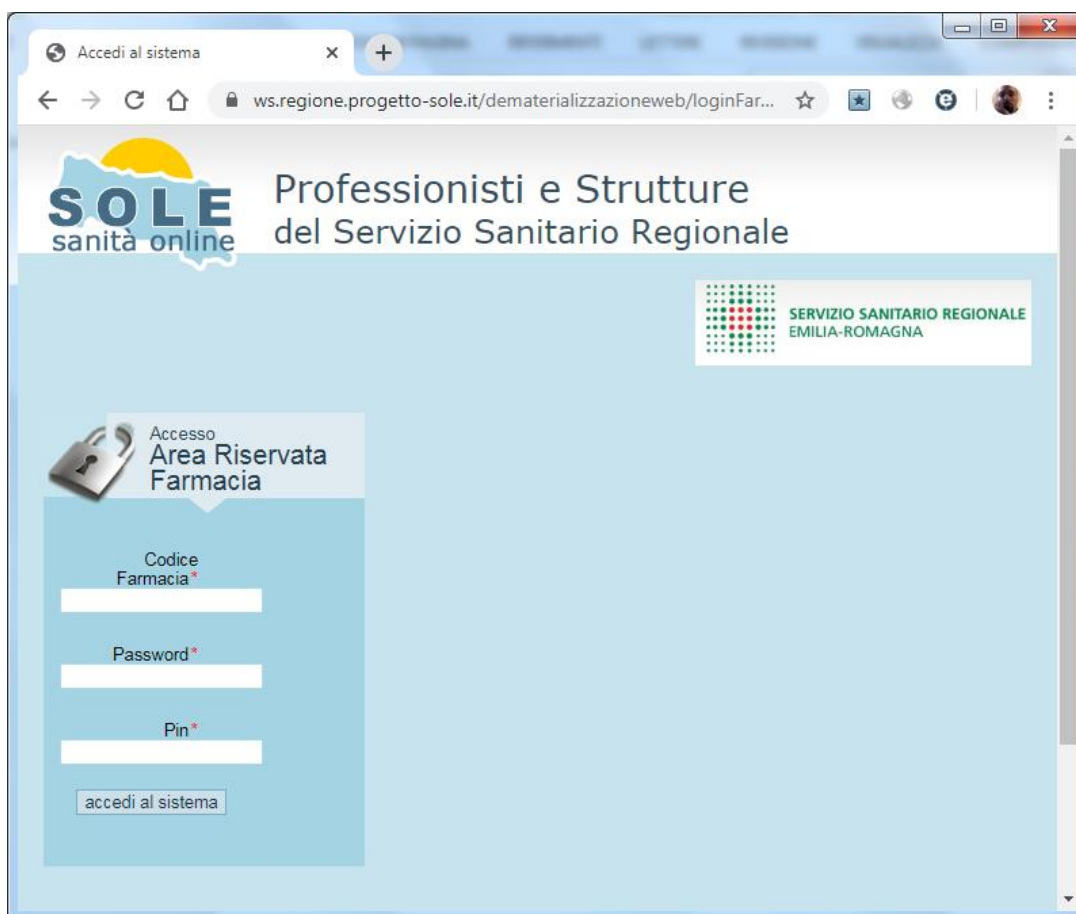 Accedi al sistema
ws.regione.progetto-sole.it/dematerializzazioneweb/loginFar...
SOLE
sanità online
Professionisti e Strutture
del Servizio Sanitario Regionale
SERVIZIO SANITARIO REGIONALE
EMILIA-ROMAGNA
Accesso
Area Riservata
Farmacia
Codice
Farmacia*
Password*
Pin*
accedi al sistema